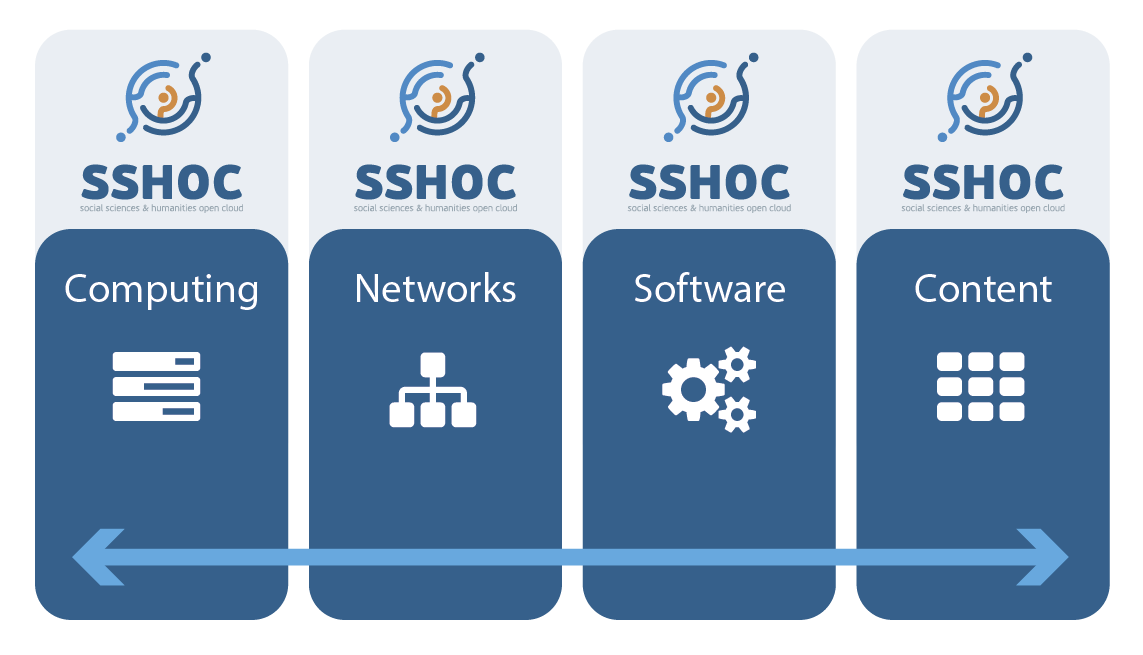 SSHOC
social sciences & humanities open cloud
Computing
SSHOC
social sciences & humanities open cloud
Networks
SSHOC
social sciences & humanities open cloud
Software
SSHOC
social sciences & humanities open cloud
Content